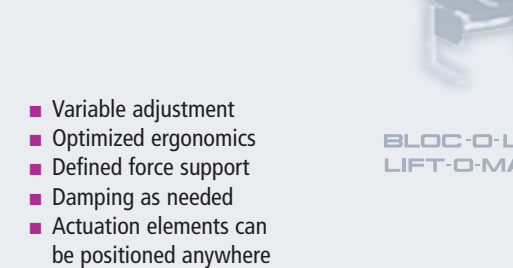 ■ Variable adjustment
■ Optimized ergonomics
■ Defined force support
■ Damping as needed
■ Actuation elements can
be positioned anywhere
BLOC-O-L
LIFT-O-MA